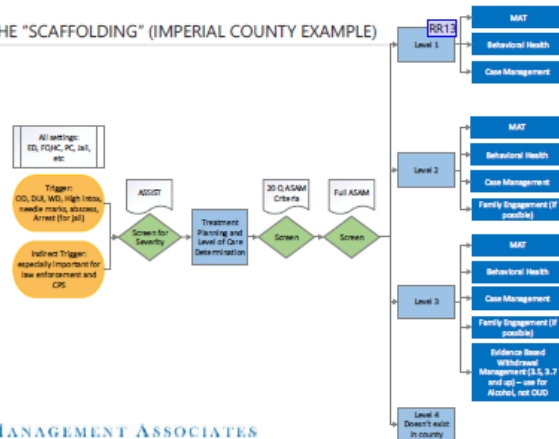 HE "SCAFFOLDING" (IMPERIAL COUNTY EXAMPLE)
RR13
All settings:
ED, FQHC, PC, Jail,
etc
Trigger:
OD, DUI, WD, High Intox,
needle marks, abscess,
Arrest (for jail)
Indirect Trigger:
especially important for
law enforcement and
CPS
ASSIST
Screen for
Severity
Treatment
Planning and
Level of Care
Determination
20 Q ASAM
Criteria
Screen
Full ASAM
Screen
Level 1
MAT
Behavioral Health
Case Management
Level 2
MAT
Behavioral Health
Case Management
Family Engagement (if
possible)
Level 3
MAT
Behavioral Health
Case Management
Family Engagement (if
possible)
Evidence Based
Withdrawal
Management (3.5, 3.7
and up) – use for
Alcohol, not OUD
Level 4
Doesn't exist
in county
MANAGEMENT ASSOCIATES